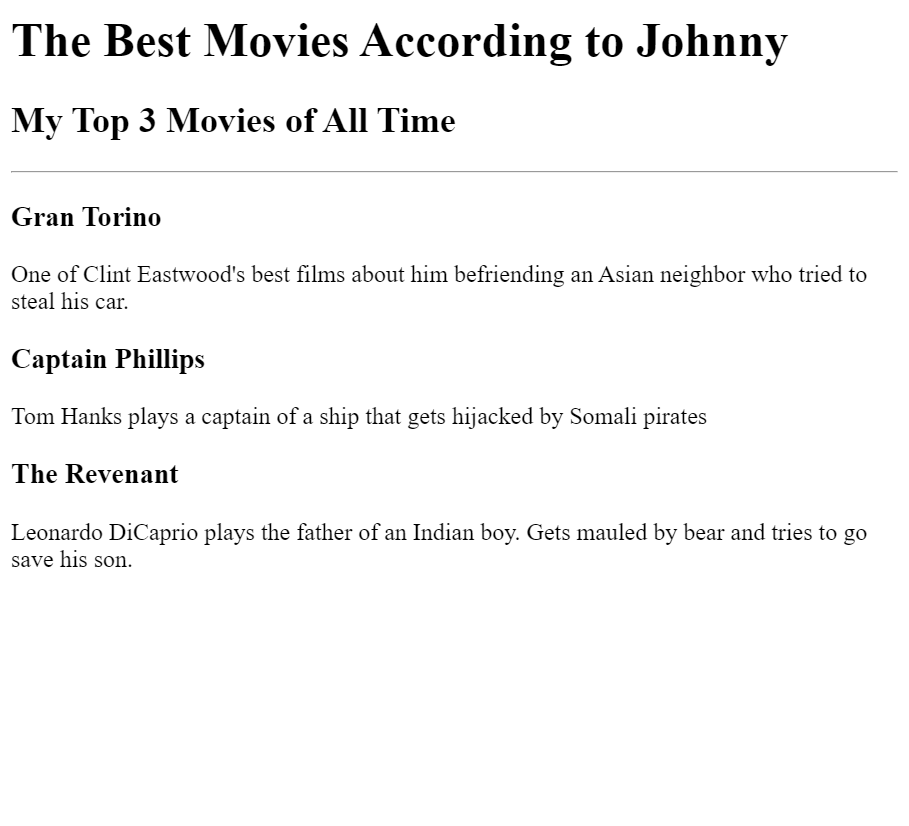 The Best Movies According to Johnny
My Top 3 Movies of All Time
Gran Torino
One of Clint Eastwood's best films about him befriending an Asian neighbor who tried to
steal his car.
Captain Phillips
Tom Hanks plays a captain of a ship that gets hijacked by Somali pirates
The Revenant
Leonardo DiCaprio plays the father of an Indian boy. Gets mauled by bear and tries to go
save his son.